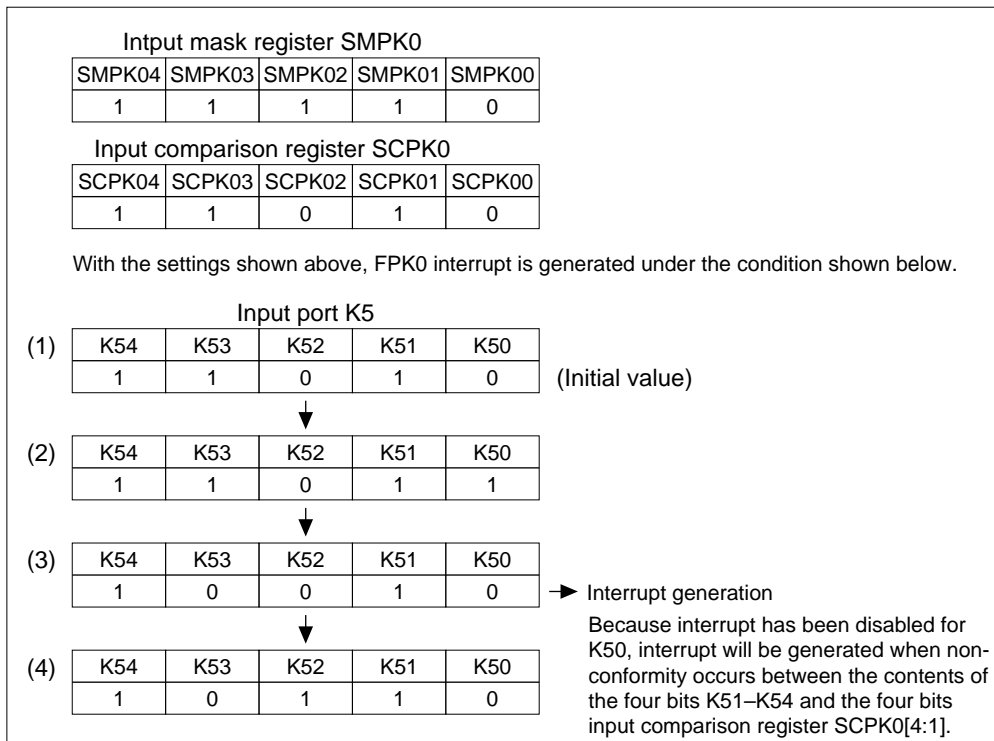 Intput mask register SMPK0
SMPK04 SMPK03 SMPK02 SMPK01 SMPK00
1 1 1 1 0
Input comparison register SCPK0
SCPK04 SCPK03 SCPK02 SCPK01 SCPK00
1 1 0 1 0
With the settings shown above, FPK0 interrupt is generated under the condition shown below.
Input port K5
(1) K54 K53 K52 K51 K50
1 1 0 1 0 (Initial value)
(2) K54 K53 K52 K51 K50
1 1 0 1 1
(3) K54 K53 K52 K51 K50
1 0 0 1 0 Interrupt generation
Because interrupt has been disabled for
K50, interrupt will be generated when non-
conformity occurs between the contents of
the four bits K51–K54 and the four bits
input comparison register SCPK0[4:1].
(4) K54 K53 K52 K51 K50
1 0 1 1 0